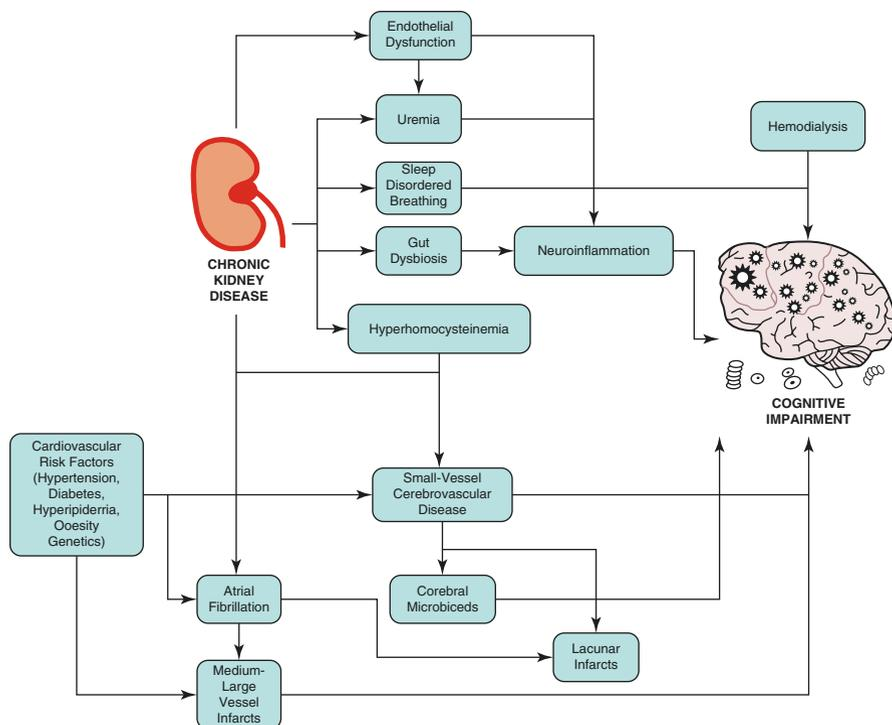 Endothelial
Dysfunction
Uremia
Hemodialysis
Sleep
Disordered
Breathing
Gut
Dysbiosis
Neuroinflammation
CHRONIC
KIDNEY
DISEASE
Hyperhomocysteinemia
COGNITIVE
IMPAIRMENT
Cardiovascular
Risk Factors
(Hypertension,
Diabetes,
Hyperipiderria,
Ooesity
Genetics)
Small-Vessel
Cerebrovascular
Disease
Atrial
Fibrillation
Corebral
Microbiceds
Lacunar
Infarcts
Medium-
Large
Vessel
Infarcts